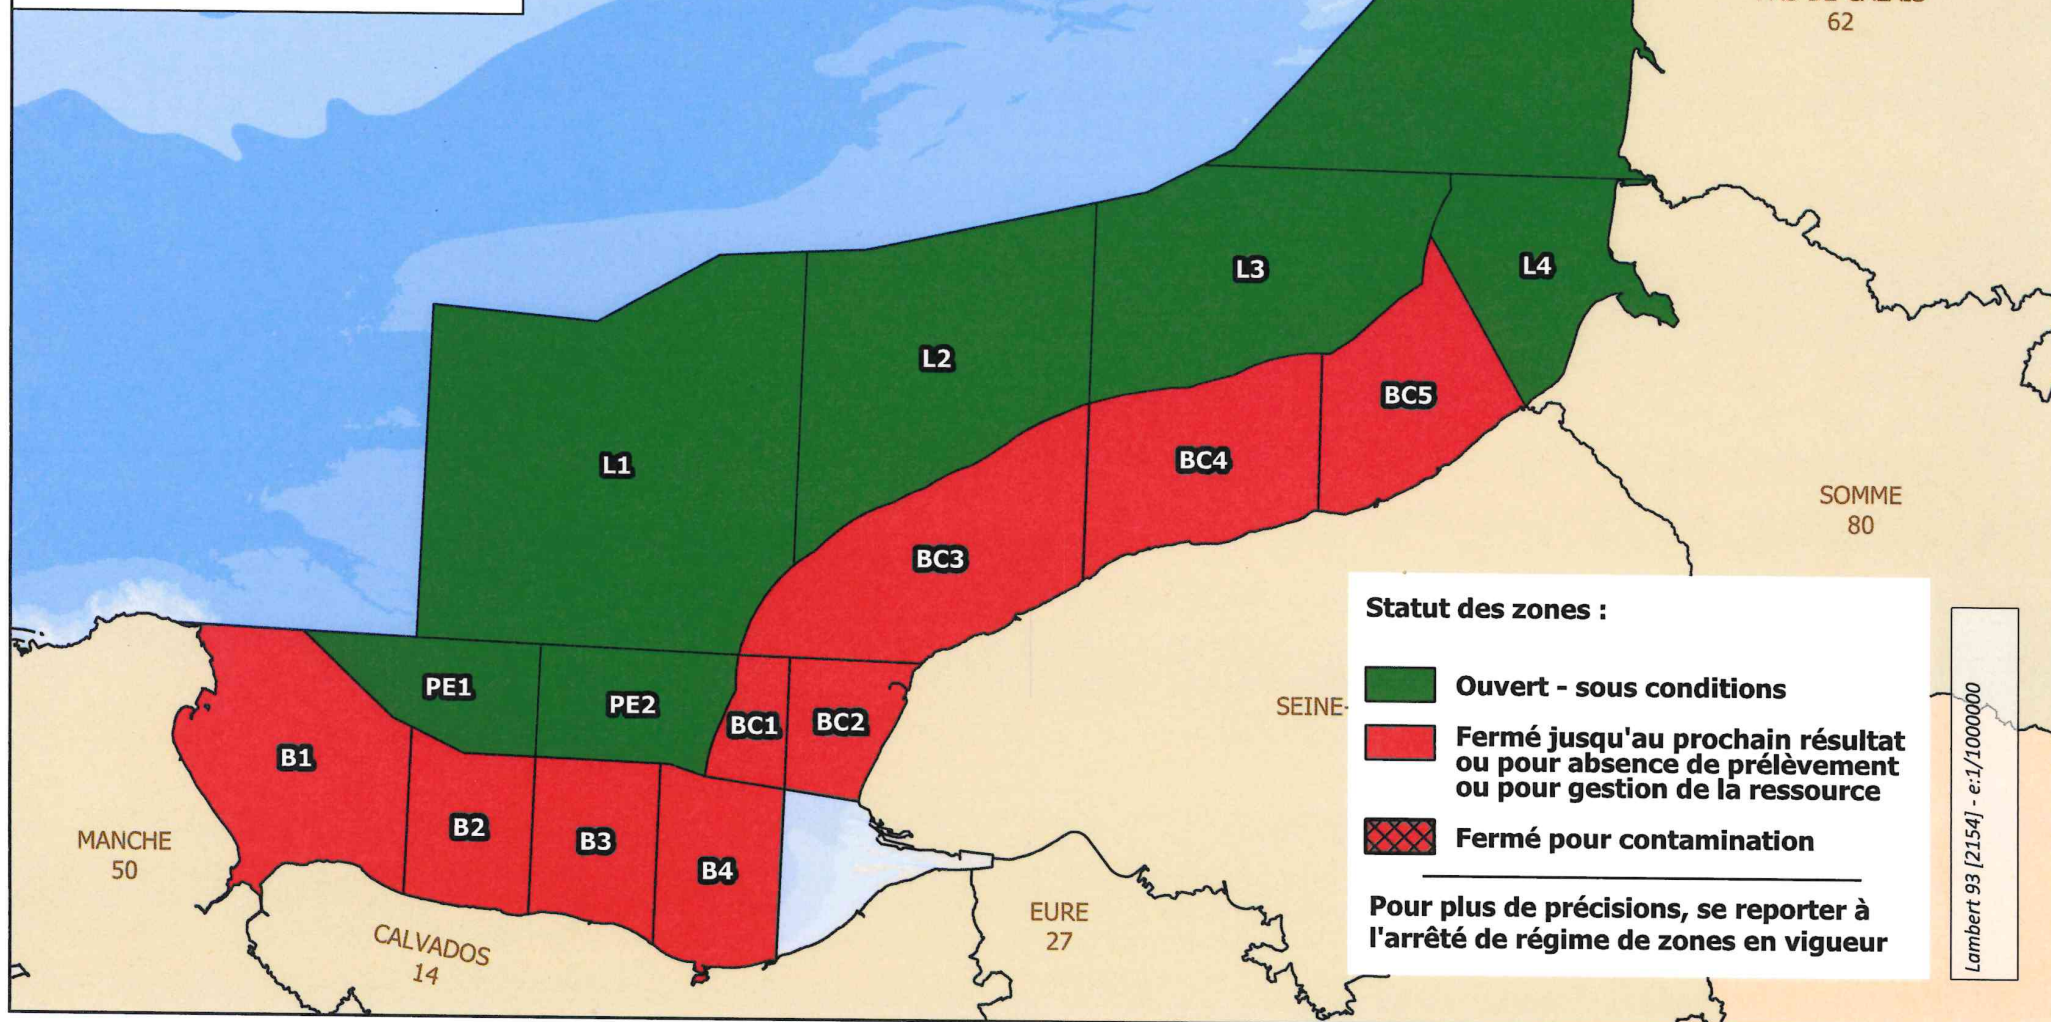 62
L3
L4
L2
BC5
L1
BC4
SOMME
80
BC3
Statut des zones :
PE1
PE2
Ouvert - sous conditions
SEINE-
BC1
BC2
B1
Fermé jusqu'au prochain résultat
ou pour absence de prélèvement
ou pour gestion de la ressource
B2
B3
B4
Fermé pour contamination
MANCHE
50
EURE
27
CALVADOS
14
Pour plus de précisions, se reporter à
l'arrêté de régime de zones en vigueur
Lambert 93 [2154] - e:1/1000000